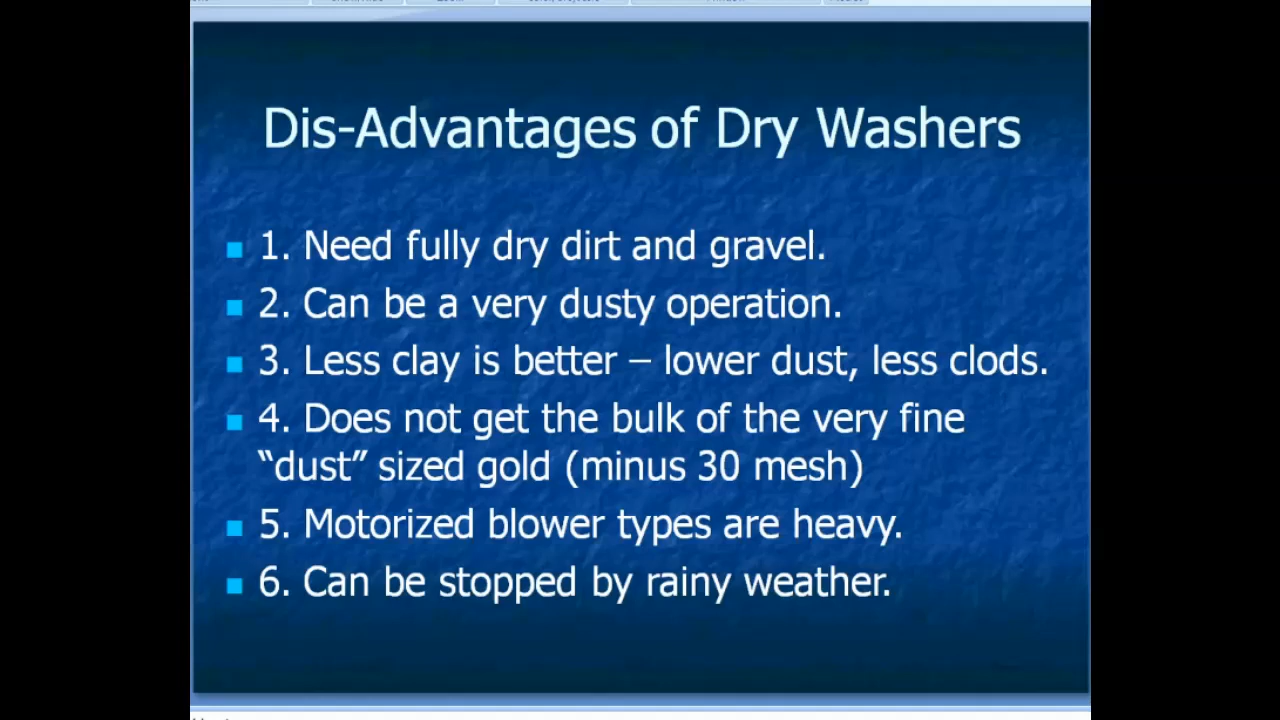 Dis-Advantages of Dry Washers
1. Need fully dry dirt and gravel.
2. Can be a very dusty operation.
3. Less clay is better – lower dust, less clods.
4. Does not get the bulk of the very fine
“dust” sized gold (minus 30 mesh)
5. Motorized blower types are heavy.
6. Can be stopped by rainy weather.